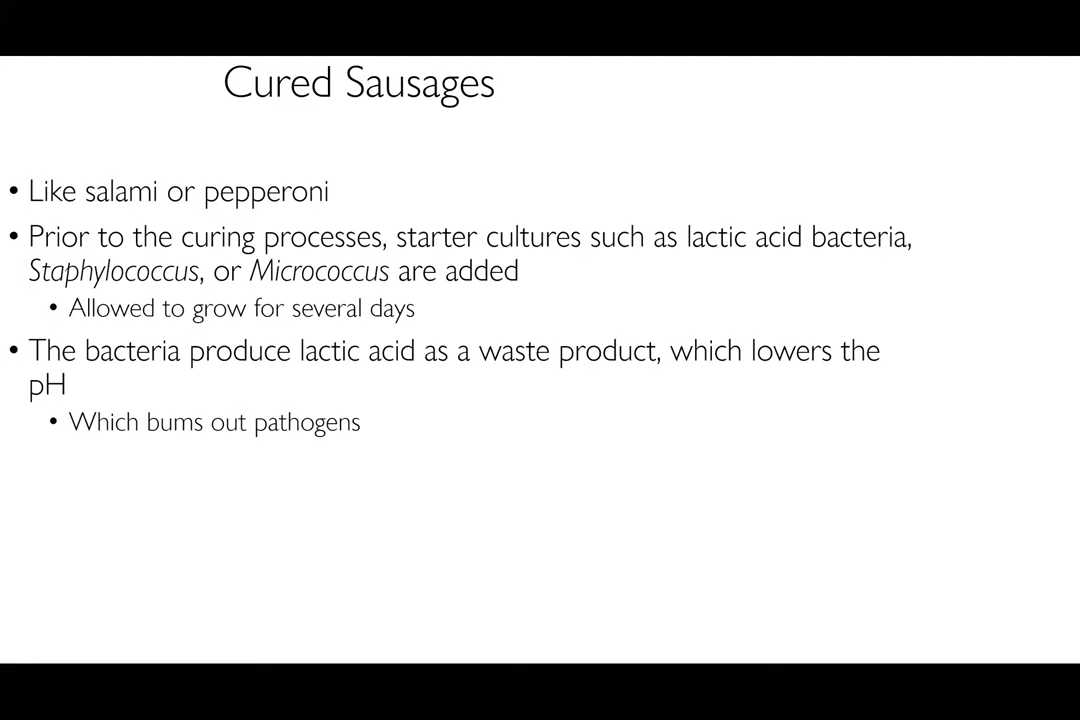 Cured Sausages
• Like salami or pepperoni
• Prior to the curing processes, starter cultures such as lactic acid bacteria,
Staphylococcus, or Micrococcus are added
• Allowed to grow for several days
• The bacteria produce lactic acid as a waste product, which lowers the
pH
• Which bums out pathogens